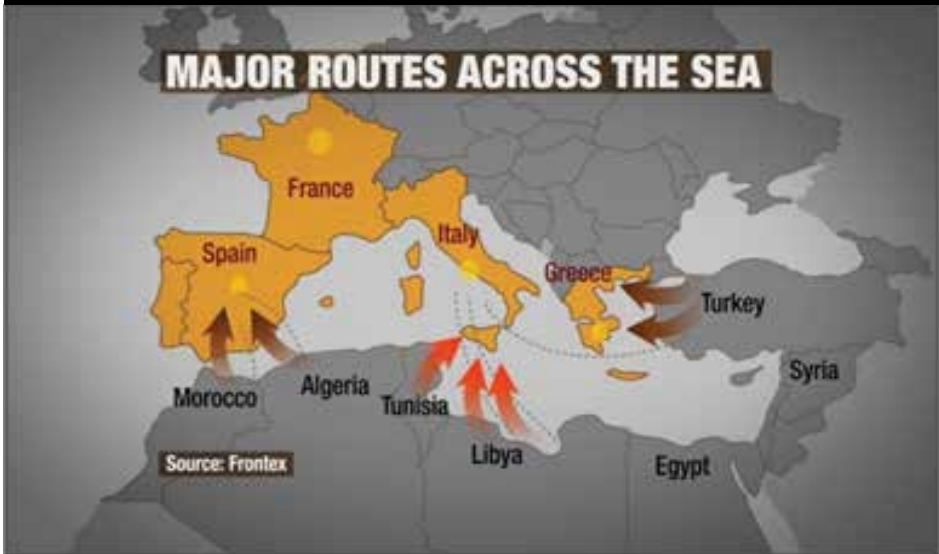 MAJOR ROUTES ACROSS THE SEA
France
Spain
Italy
Greece
Turkey
Syria
Morocco
Algeria
Tunisia
Libya
Egypt
Source: Frontex